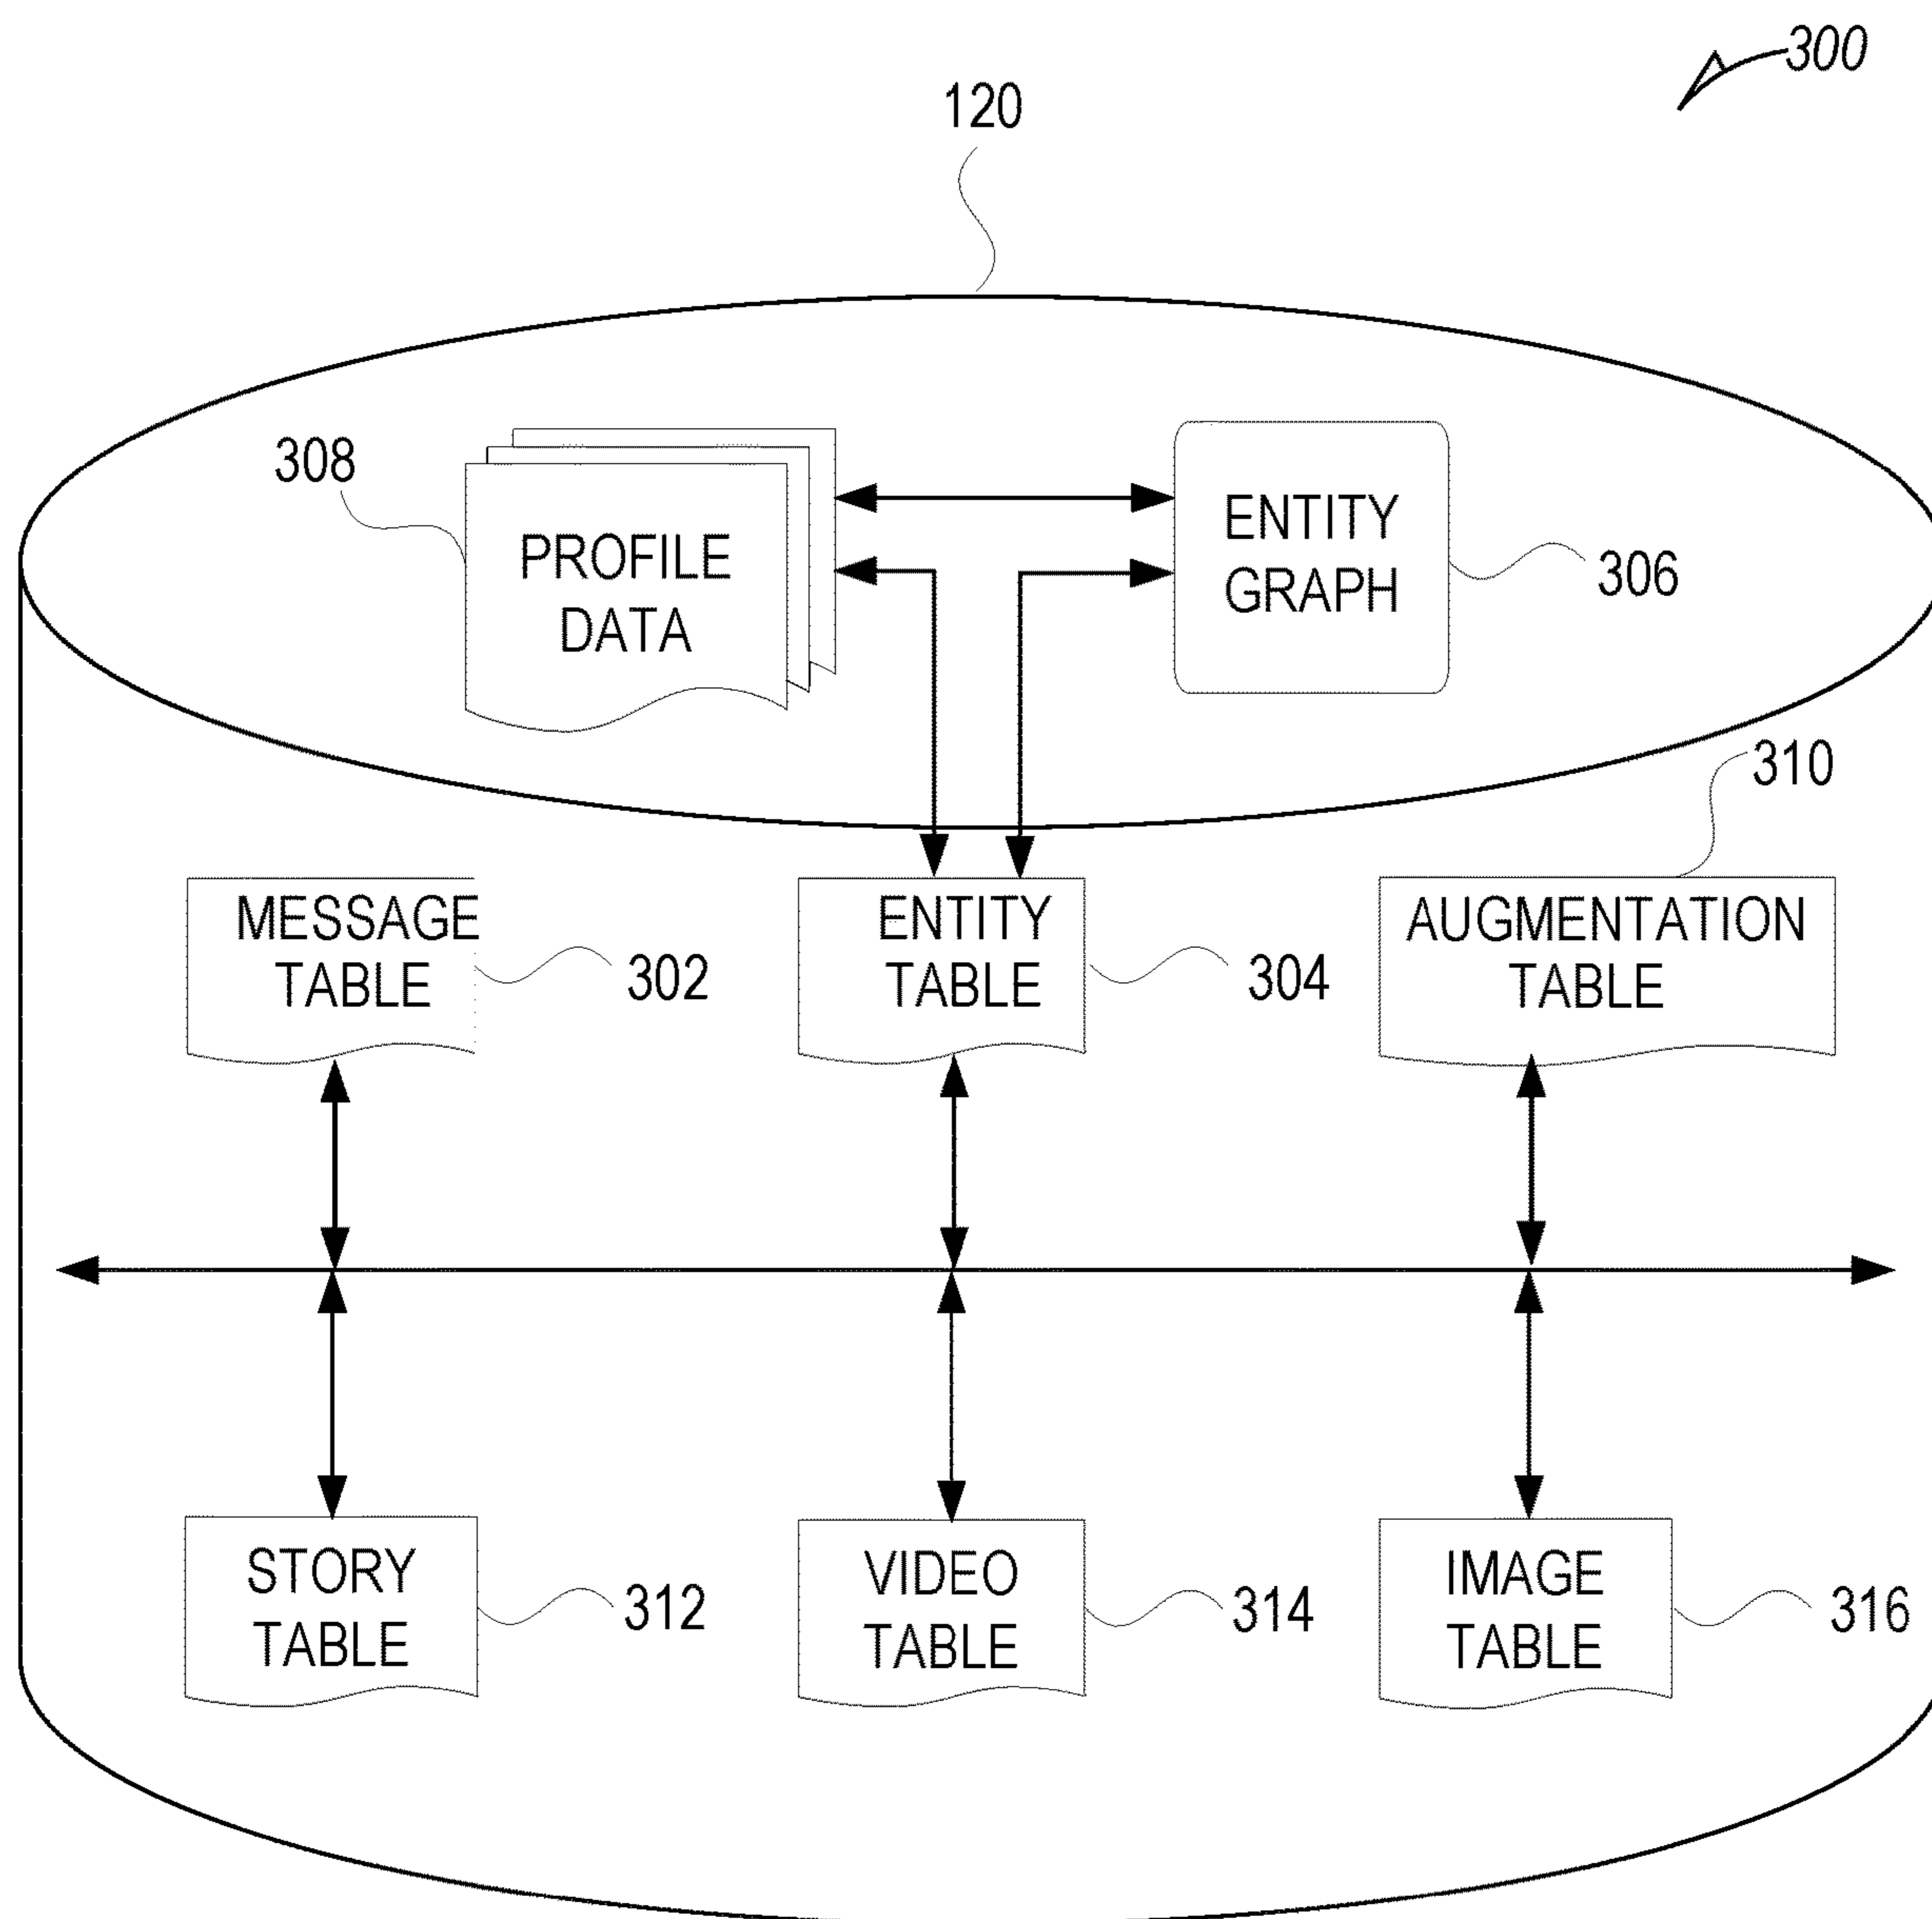 300
120
308
PROFILE
DATA
ENTITY
GRAPH
306
310
MESSAGE
TABLE
302
ENTITY
TABLE
304
AUGMENTATION
TABLE
STORY
TABLE
312
VIDEO
TABLE
314
IMAGE
TABLE
316